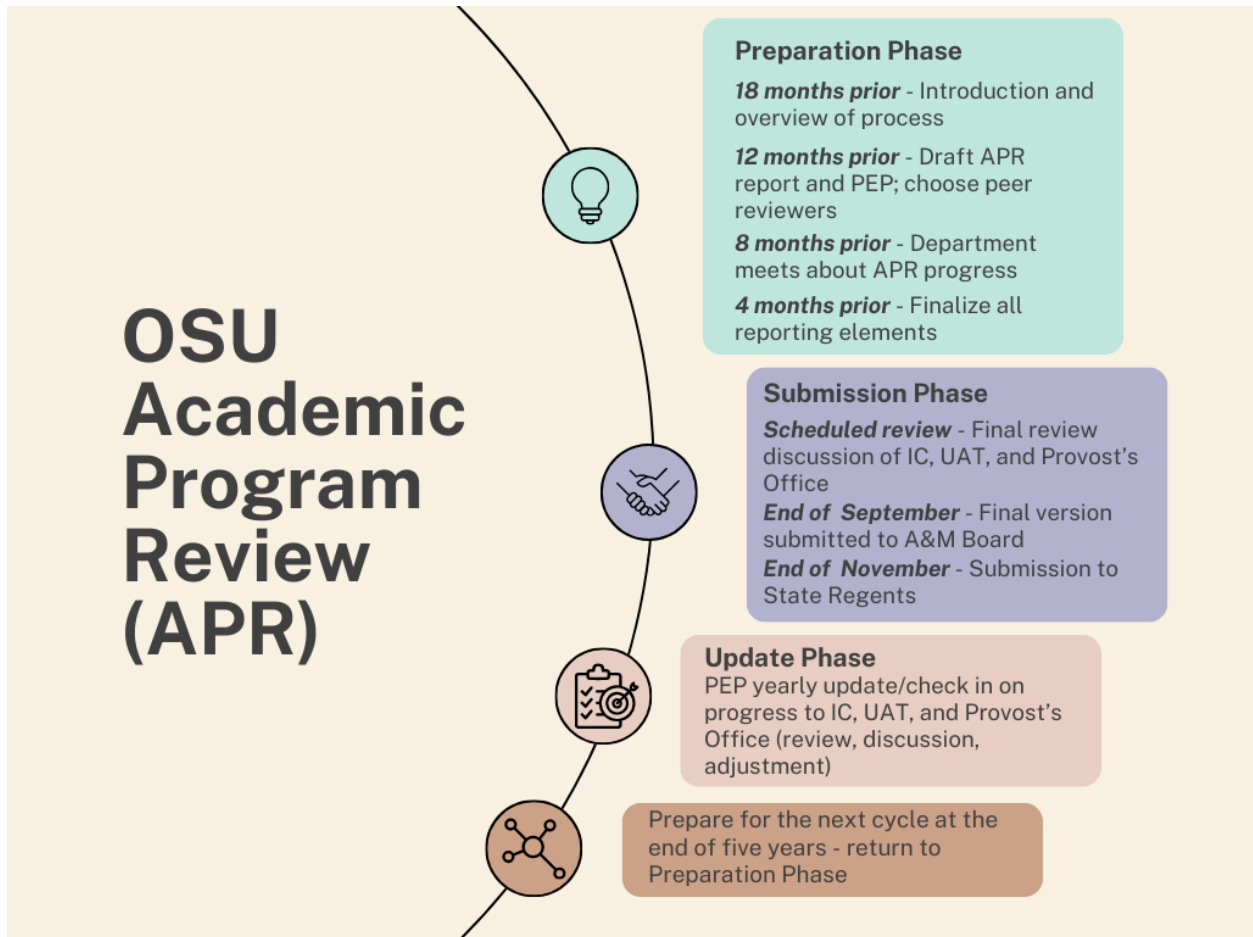 OSU
Academic
Program
Review
(APR)
Preparation Phase
18 months prior - Introduction and
overview of process
12 months prior - Draft APR
report and PEP; choose peer
reviewers
8 months prior - Department
meets about APR progress
4 months prior - Finalize all
reporting elements
Submission Phase
Scheduled review - Final review
discussion of IC, UAT, and Provost’s
Office
End of September - Final version
submitted to A&M Board
End of November - Submission to
State Regents
Update Phase
PEP yearly update/check in on
progress to IC, UAT, and Provost’s
Office (review, discussion,
adjustment)
Prepare for the next cycle at the
end of five years - return to
Preparation Phase